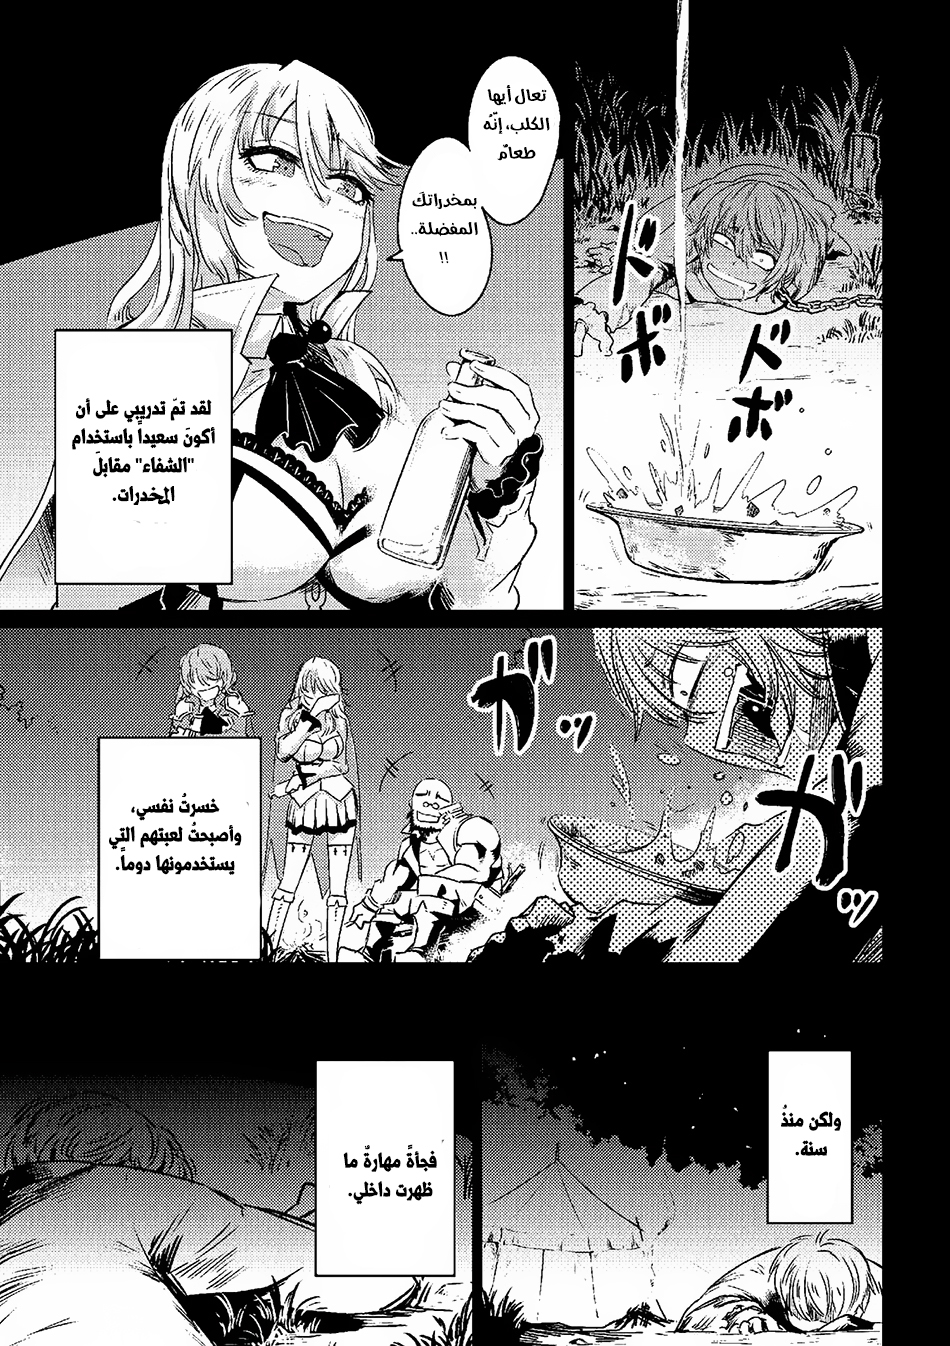 تعال أيها
الكلب، إنّهُ
طعامٌ
بمخدراتكَ
المفضلة..
!!
ドボ
ドボ
لقد تمّ تدريبي على أن
أكونَ سعيداً باستخدام
"الشفاء" مقابلَ
المخدرات.
ガッ
ガッ
خسرتُ نفسي،
وأصبحتُ لعبتهم التي
يستخدمونها دوماً.
ولكن منذُ
سنة.
فجأةً مهارةٌ ما
ظهرت داخلي.